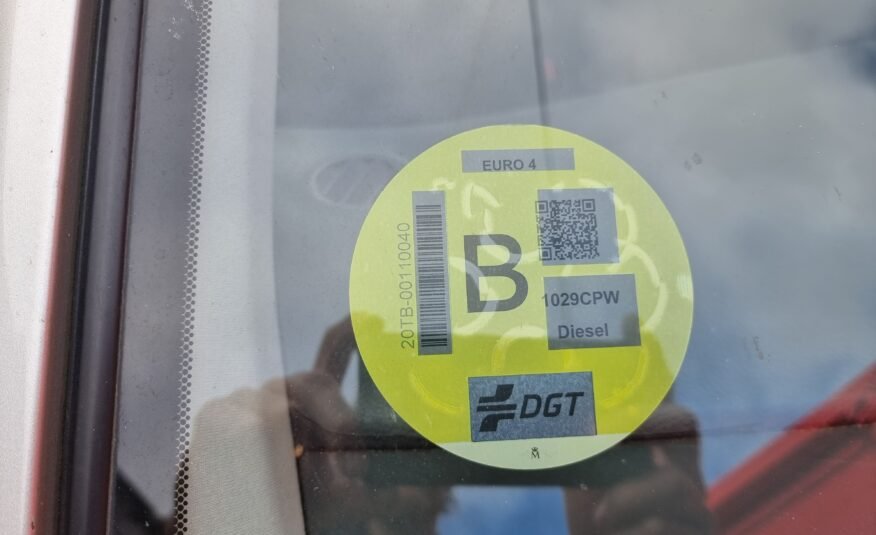 EURO 4
20TB-00110040
B
1029CPW
Diesel
DGT
M